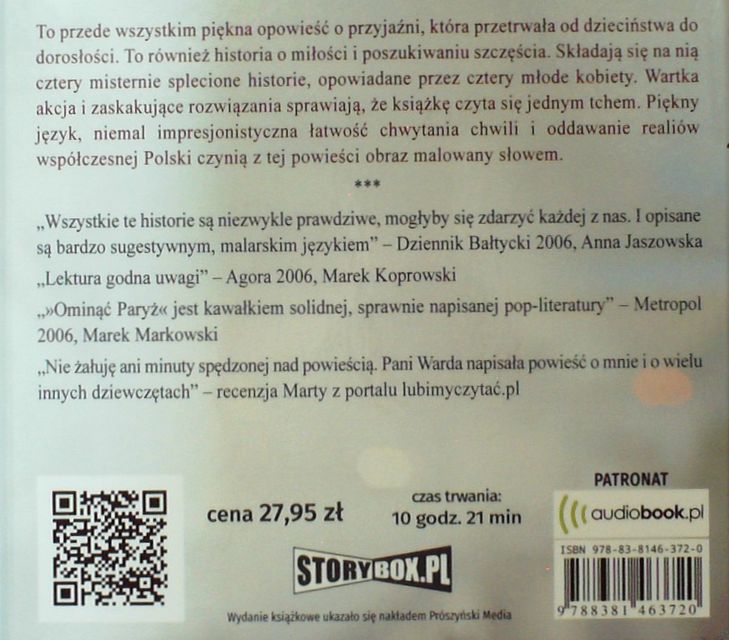 To przede wszystkim piękna opowieść o przyjaźni, która przetrwała od dzieciństwa do
dorosłości. To również historia o miłości i poszukiwaniu szczęścia. Składają się na nią
cztery misternie splecione historie, opowiadane przez cztery młode kobiety. Wartka
akcja i zaskakujące rozwiązania sprawiają, że książkę czyta się jednym tchem. Piękny
język, niemal impresjonistyczna łatwość chwytania chwili i oddawanie realiów
współczesnej Polski czynią z tej powieści obraz malowany słowem.
***
„Wszystkie te historie są niezwykle prawdziwe, mogłyby się zdarzyć każdej z nas. I opisane
są bardzo sugestywnym, malarskim językiem” – Dziennik Bałtycki 2006, Anna Jaszowska
„Lektura godna uwagi” – Agora 2006, Marek Koprowski
„»Ominąć Paryż« jest kawałkiem solidnej, sprawnie napisanej pop-literatury” – Metropol
2006, Marek Markowski
„Nie żałuję ani minuty spędzonej nad powieścią. Pani Warda napisała powieść o mnie i o wielu
innych dziewczętach” – recenzja Marty z portalu lubimyczytać.pl
cena 27,95 zł
czas trwania:
10 godz. 21 min
STORYBOX.PL
Wydanie książkowe ukazało się nakładem Prószyński Media
PATRONAT
audiobook.pl
ISBN 978-83-8146-372-0
9 788381 463720